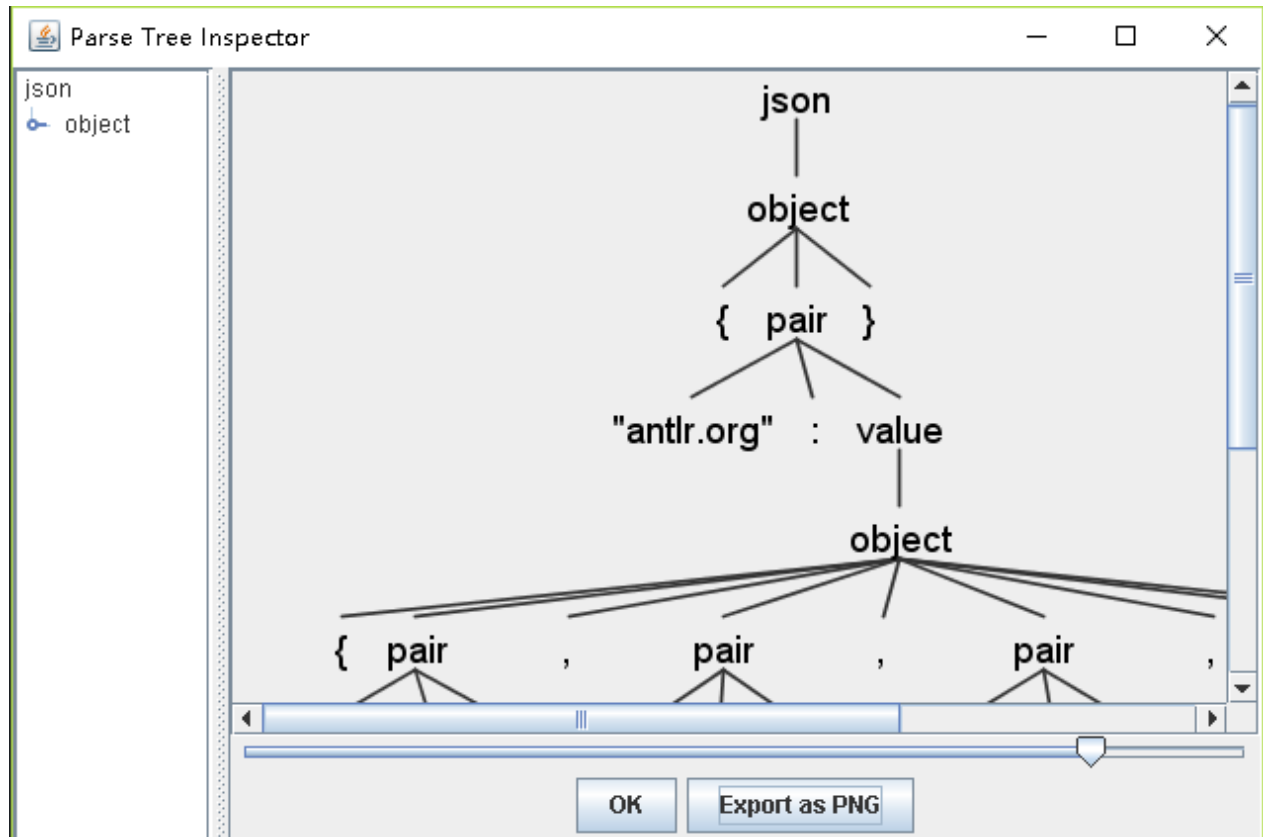 Parse Tree Inspector
json
object
json
object
{ pair }
"antlr.org" : value
object
{ pair , pair , pair ,
OK Export as PNG